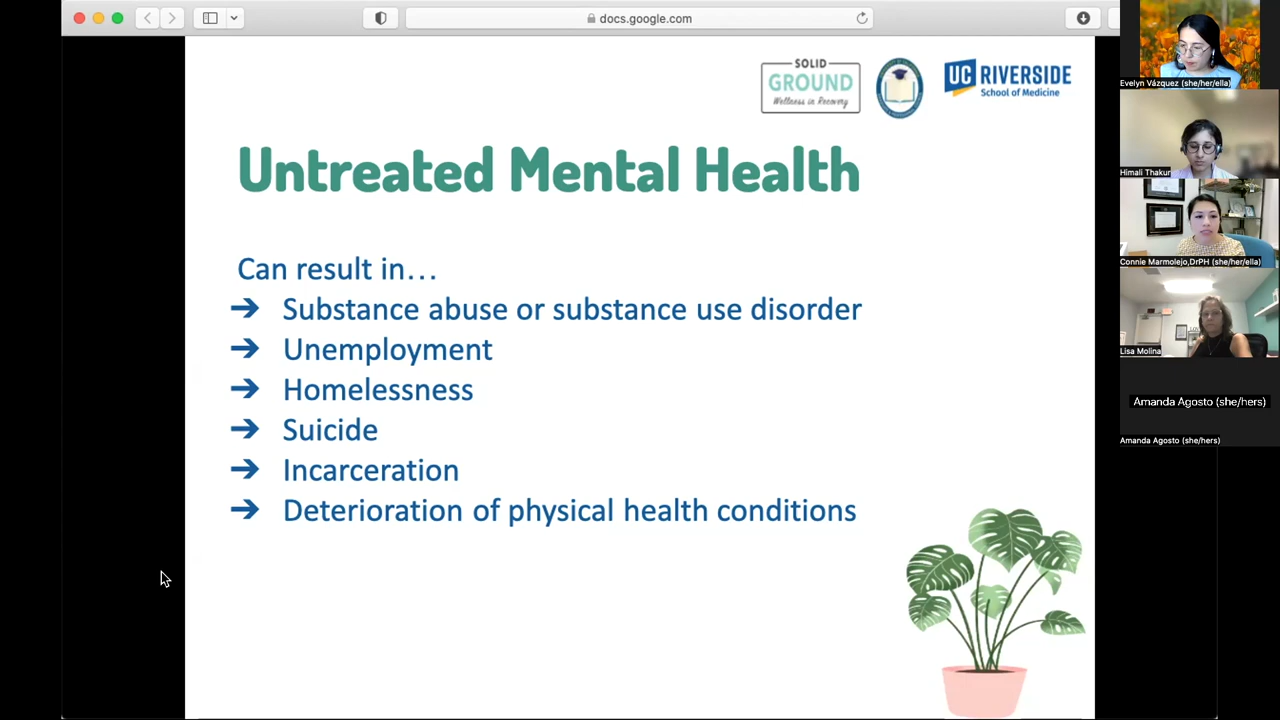 docs.google.com
SOLID
GROUND
Wellness in Recovery
UC RIVERSIDE
School of Medicine
Untreated Mental Health
Can result in…
➔ Substance abuse or substance use disorder
➔ Unemployment
➔ Homelessness
➔ Suicide
➔ Incarceration
➔ Deterioration of physical health conditions
Evelyn Vázquez (she/her/ella)
Himali Thakur
Connie Marmolejo,DrPH (she/her/ella)
Lisa Molina
Amanda Agosto (she/hers)
Amanda Agosto (she/hers)